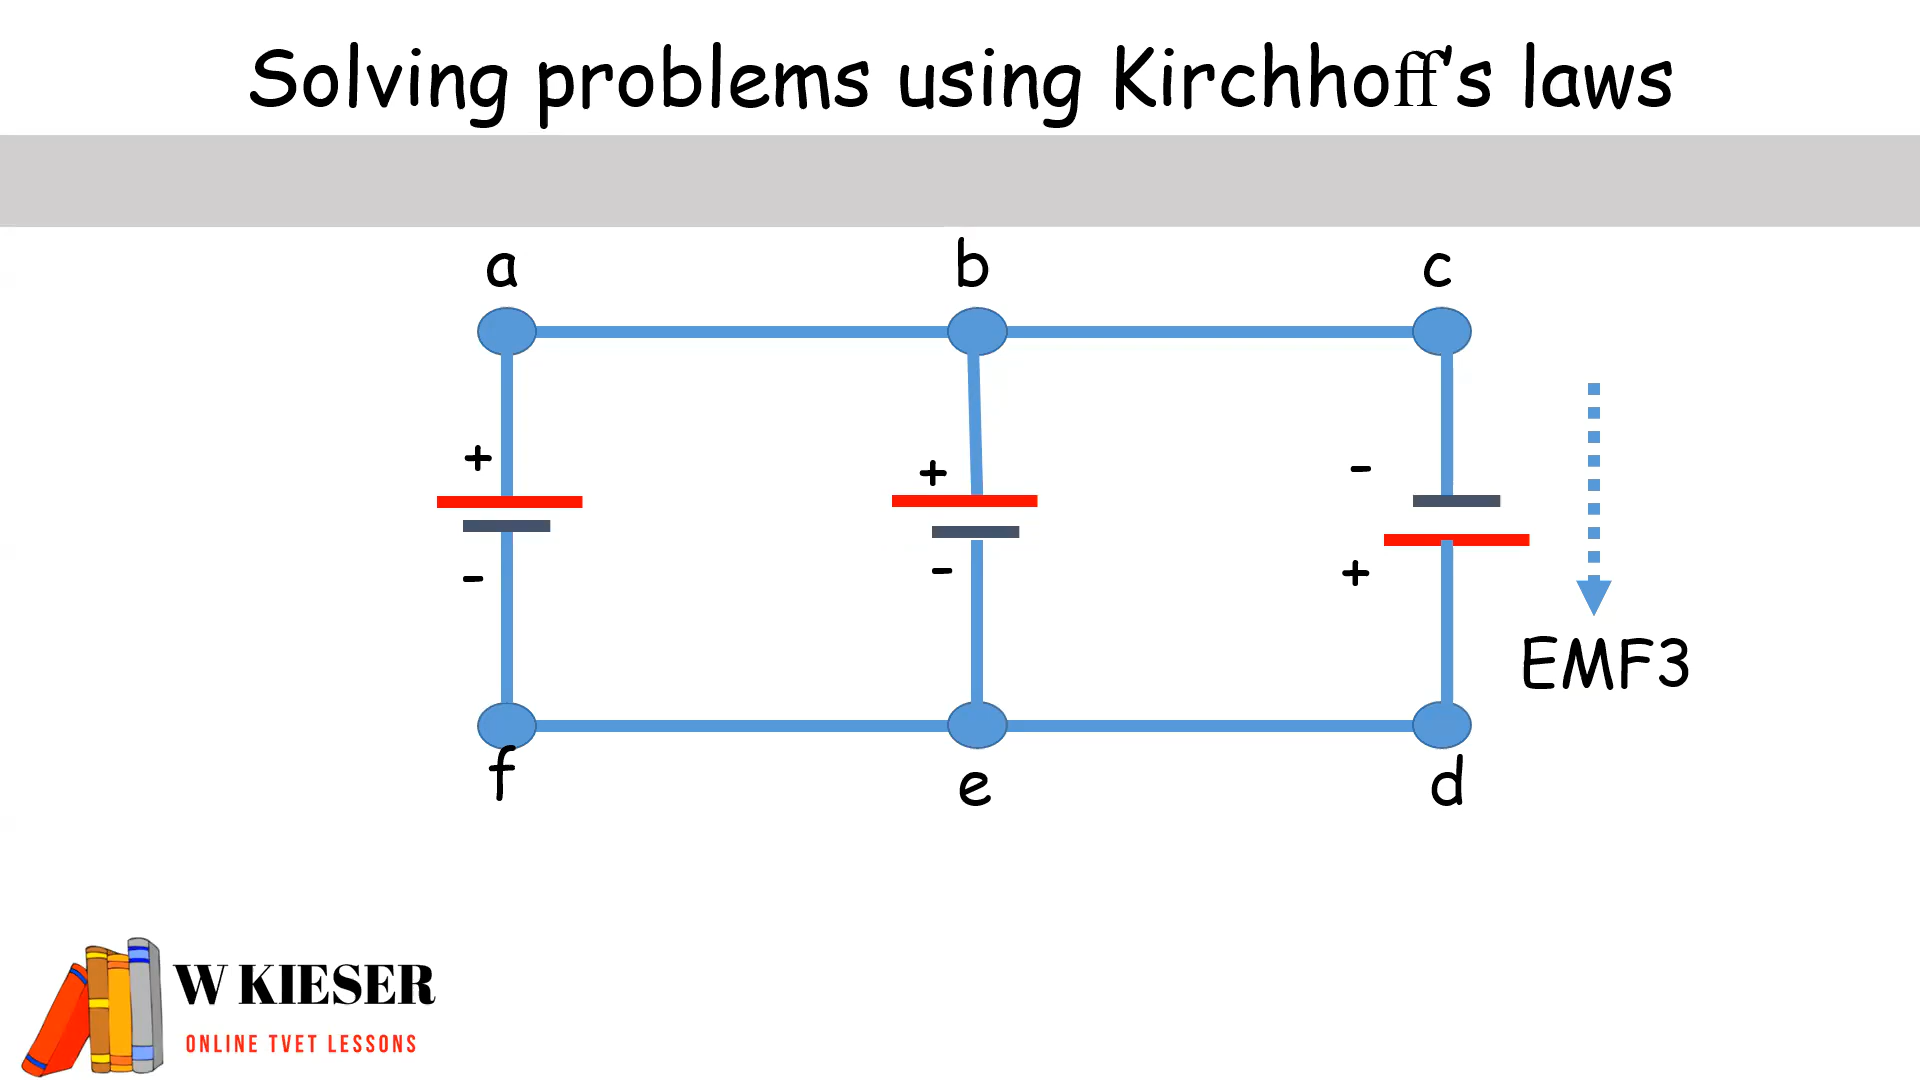 Solving problems using Kirchhoff's laws
a b c
+ + -
- - +
EMF3
f e d
W KIESER
ONLINE TVET LESSONS